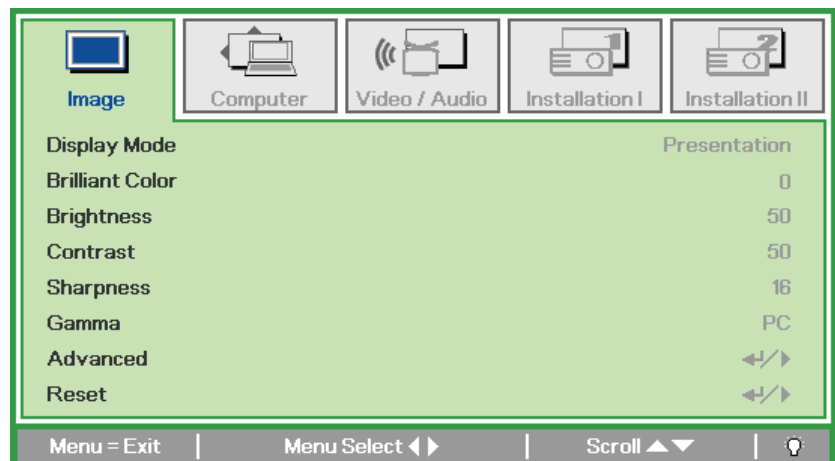 Image Computer Video / Audio Installation I Installation II
Display Mode Presentation
Brilliant Color 0
Brightness 50
Contrast 50
Sharpness 16
Gamma PC
Advanced
Reset
Menu = Exit Menu Select Scroll